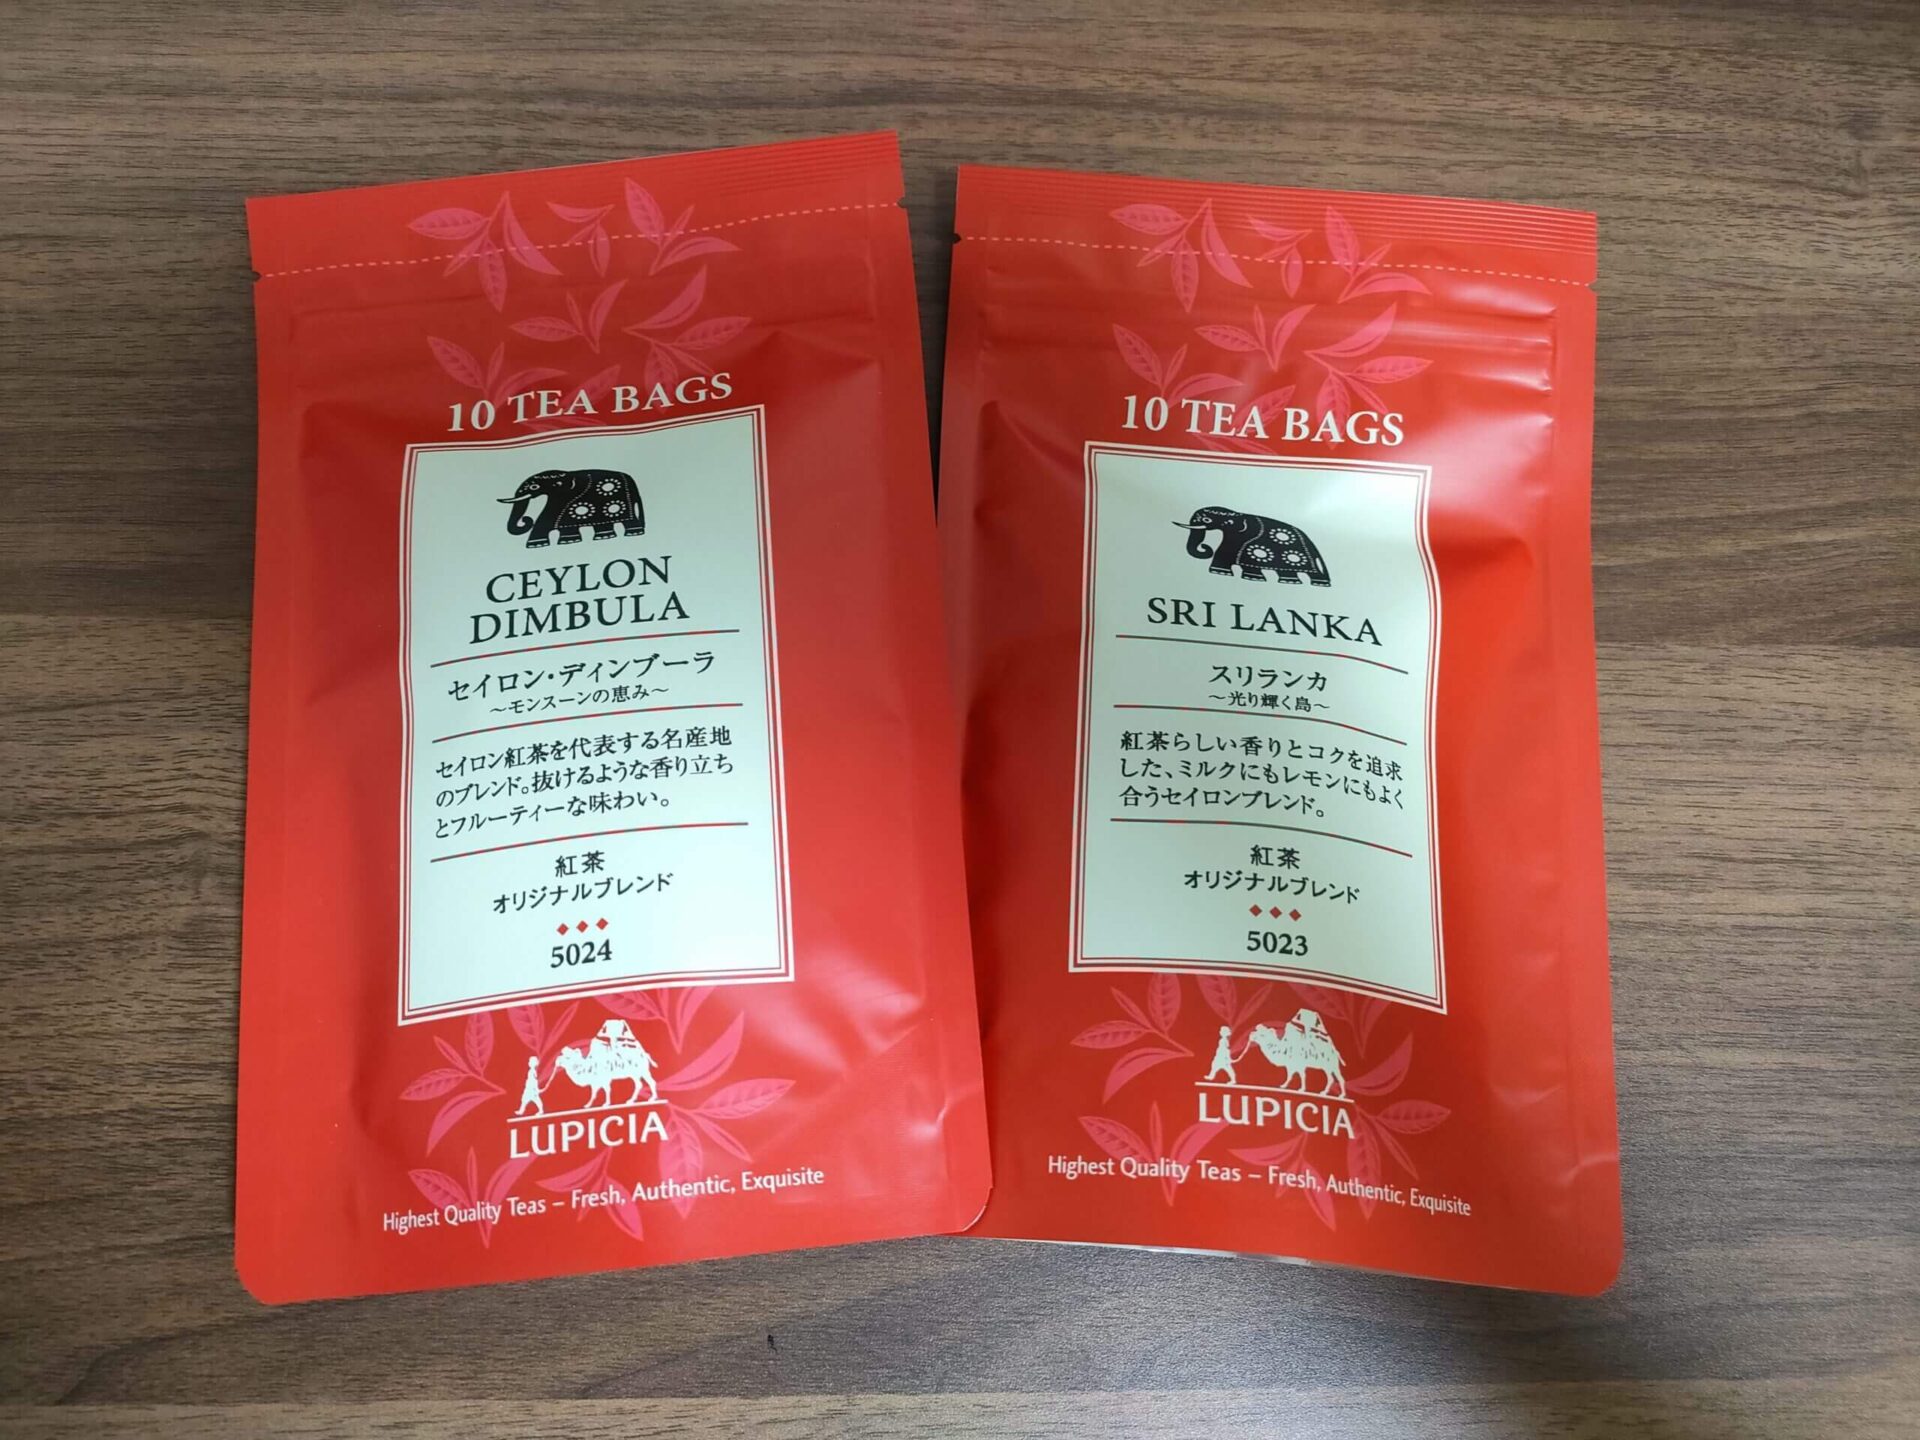 10 TEA BAGS
CEYLON
DIMBULA
セイロン・ディンブーラ
～モンスーンの恵み～
セイロン紅茶を代表する名産地
のブレンド。抜けるような香り立ち
とフルーティーな味わい。
紅茶
オリジナルブレンド
5024
LUPICIA
Highest Quality Teas – Fresh, Authentic, Exquisite
10 TEA BAGS
SRI LANKA
スリランカ
～光り輝く島～
紅茶らしい香りとコクを追求
した、ミルクにもレモンにもよく
合うセイロンブレンド。
紅茶
オリジナルブレンド
5023
LUPICIA
Highest Quality Teas – Fresh, Authentic, Exquisite